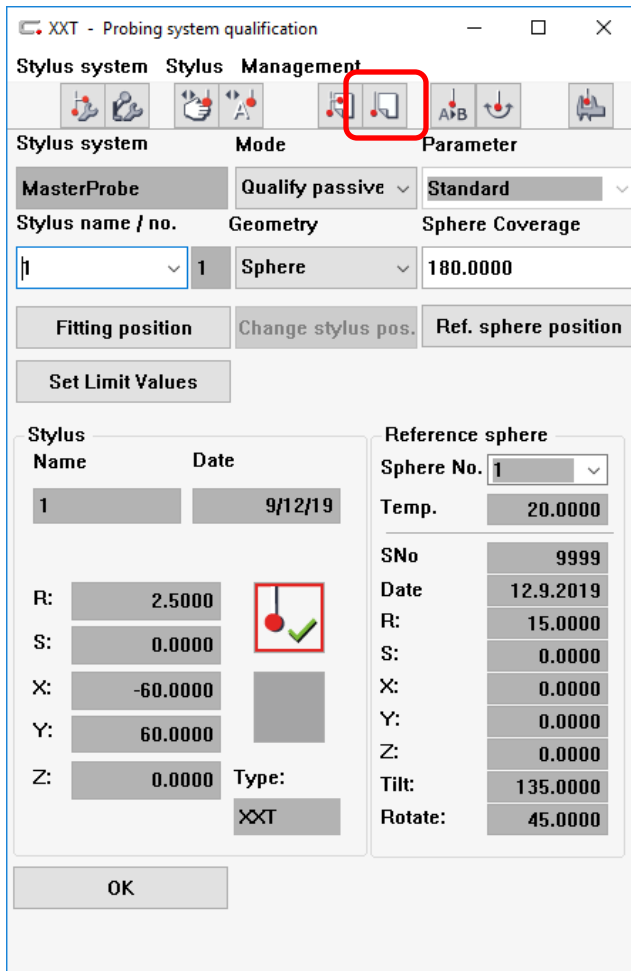 XXT - Probing system qualification
Stylus system Stylus Management
A A▸B
Stylus system Mode Parameter
MasterProbe Qualify passive Standard
Stylus name / no. Geometry Sphere Coverage
1 1 Sphere 180.0000
Fitting position Change stylus pos. Ref. sphere position
Set Limit Values
Stylus
Name Date
1 9/12/19
R: 2.5000
S: 0.0000
X: -60.0000
Y: 60.0000
Z: 0.0000 Type:
XXT
Reference sphere
Sphere No. 1
Temp. 20.0000
SNo 9999
Date 12.9.2019
R: 15.0000
S: 0.0000
X: 0.0000
Y: 0.0000
Z: 0.0000
Tilt: 135.0000
Rotate: 45.0000
OK